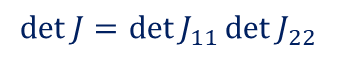 det J = det J₁₁ det J₂₂